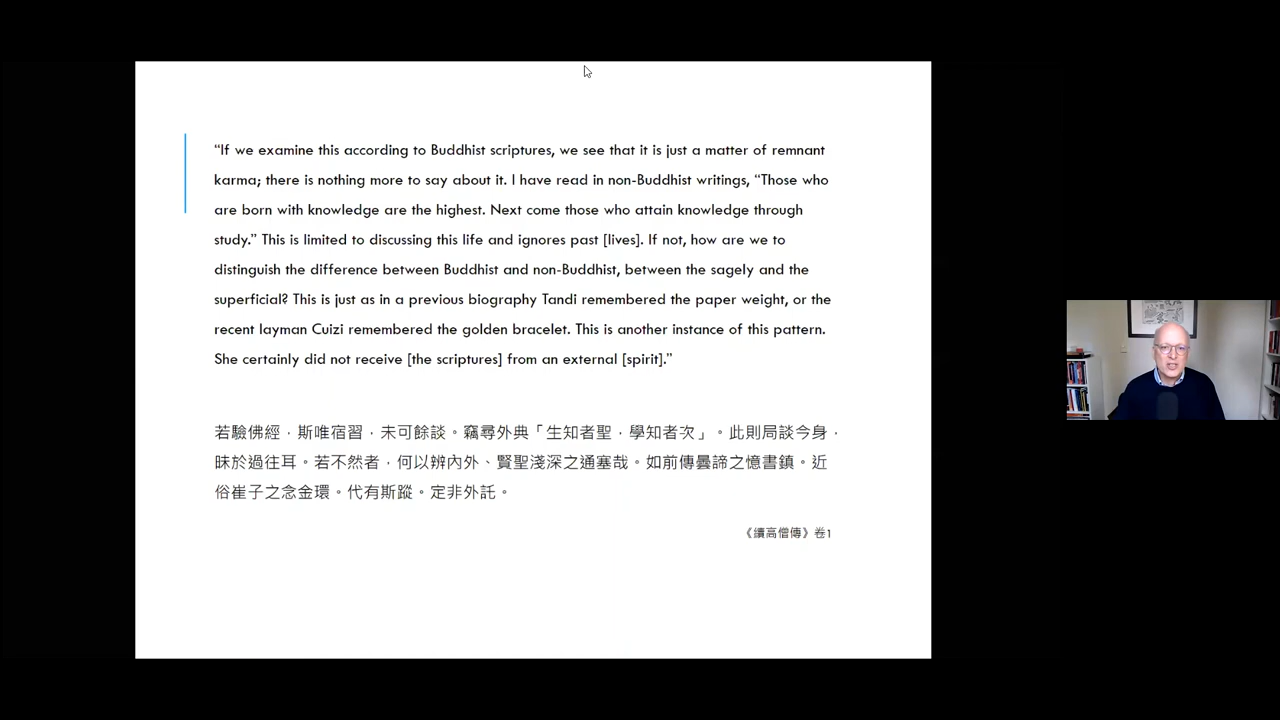 “If we examine this according to Buddhist scriptures, we see that it is just a matter of remnant
karma; there is nothing more to say about it. I have read in non-Buddhist writings, “Those who
are born with knowledge are the highest. Next come those who attain knowledge through
study.” This is limited to discussing this life and ignores past [lives]. If not, how are we to
distinguish the difference between Buddhist and non-Buddhist, between the sagely and the
superficial? This is just as in a previous biography Tandi remembered the paper weight, or the
recent layman Cuizi remembered the golden bracelet. This is another instance of this pattern.
She certainly did not receive [the scriptures] from an external [spirit].”
若驗佛經，斯唯宿習，未可餘談。竊尋外典「生知者聖，學知者次」。此則局談今身，
昧於過往耳。若不然者，何以辨內外、賢聖淺深之通塞哉。如前傳曇諦之憶書鎮。近
俗崔子之念金環。代有斯蹤。定非外託。
《續高僧傳》卷1